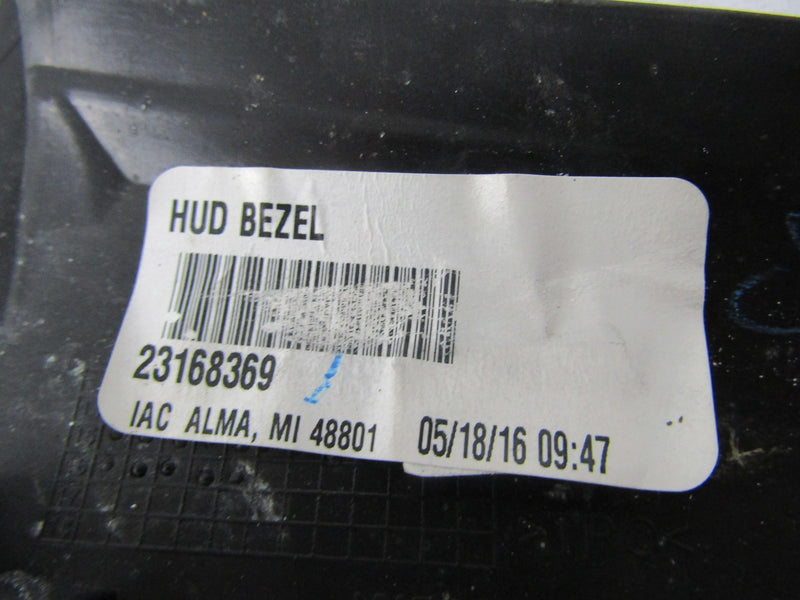 HUD BEZEL
23168369
IAC ALMA, MI 48801 05/18/16 09:47